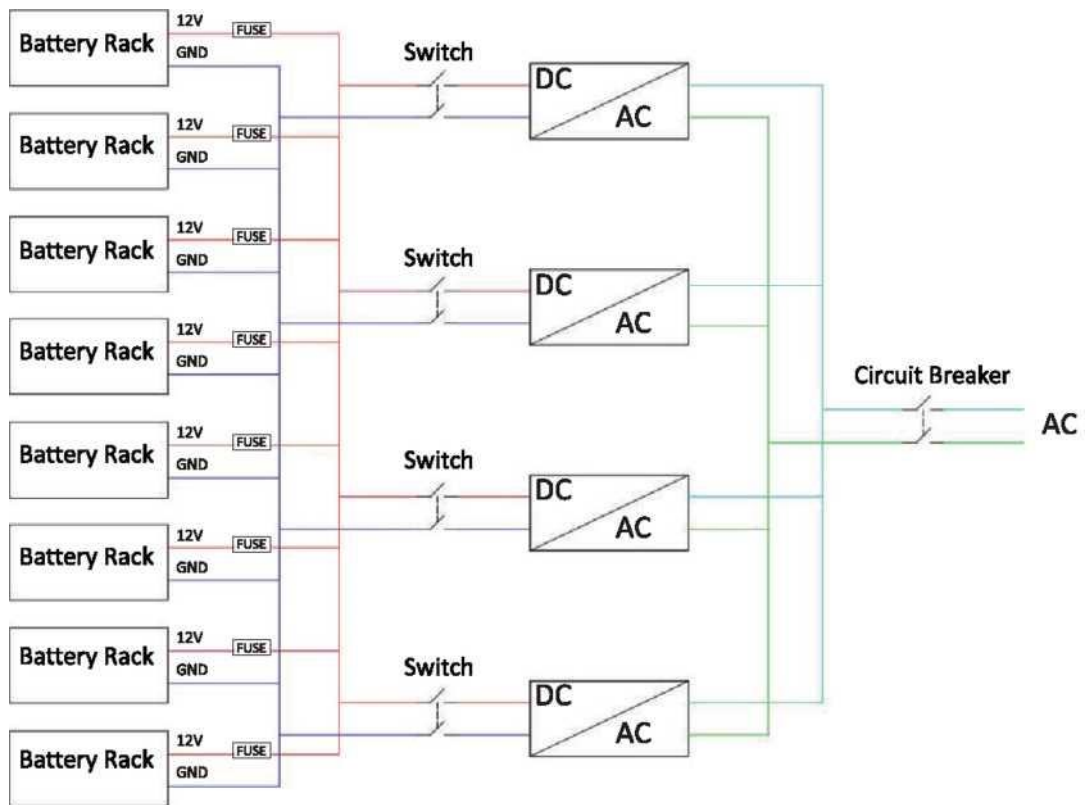 12V
FUSE
Battery Rack
GND
Switch
DC
AC
12V
FUSE
Battery Rack
GND
12V
FUSE
Battery Rack
GND
Switch
DC
AC
12V
FUSE
Battery Rack
GND
Circuit Breaker
AC
12V
FUSE
Battery Rack
GND
Switch
DC
AC
12V
FUSE
Battery Rack
GND
12V
FUSE
Battery Rack
GND
Switch
DC
AC
12V
FUSE
Battery Rack
GND